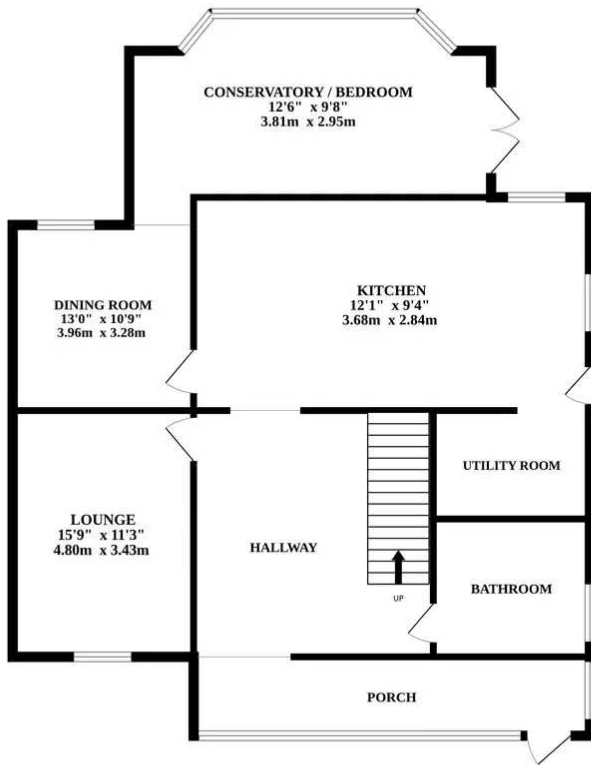 CONSERVATORY / BEDROOM
12'6" x 9'8"
3.81m x 2.95m
KITCHEN
12'1" x 9'4"
3.68m x 2.84m
DINING ROOM
13'0" x 10'9"
3.96m x 3.28m
UTILITY ROOM
LOUNGE
15'9" x 11'3"
4.80m x 3.43m
HALLWAY
UP
BATHROOM
PORCH